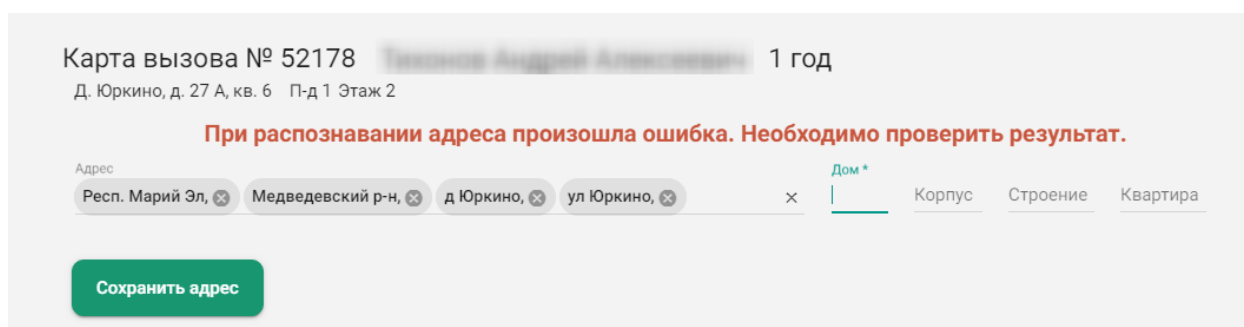 Карта вызова № 52178 1 год
Д. Юркино, д. 27 А, кв. 6 П-д 1 Этаж 2
При распознавании адреса произошла ошибка. Необходимо проверить результат.
Адрес Дом *
Респ. Марий Эл, Медведевский р-н, д Юркино, ул Юркино, Корпус Строение Квартира
Сохранить адрес